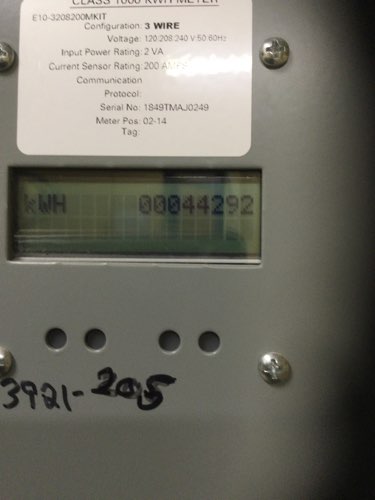 CLASS 1000 KWH METER
E10-3208200MKIT
Configuration: 3 WIRE
Voltage: 120:208:240 V:50:60Hz
Input Power Rating: 2 VA
Current Sensor Rating: 200 AMPS
Communication
Protocol:
Serial No: 1849TMAJ0249
Meter Pos: 02-14
Tag:
kWH 00044292
3921-205